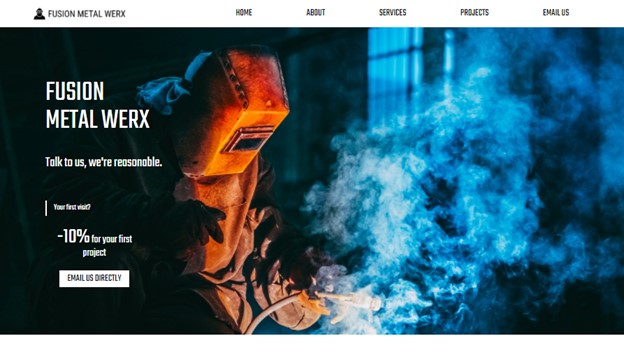 FUSION METAL WERX
HOME ABOUT SERVICES PROJECTS EMAIL US
FUSION
METAL WERX
Talk to us, we're reasonable.
Your first visit?
-10% for your first
project
EMAIL US DIRECTLY